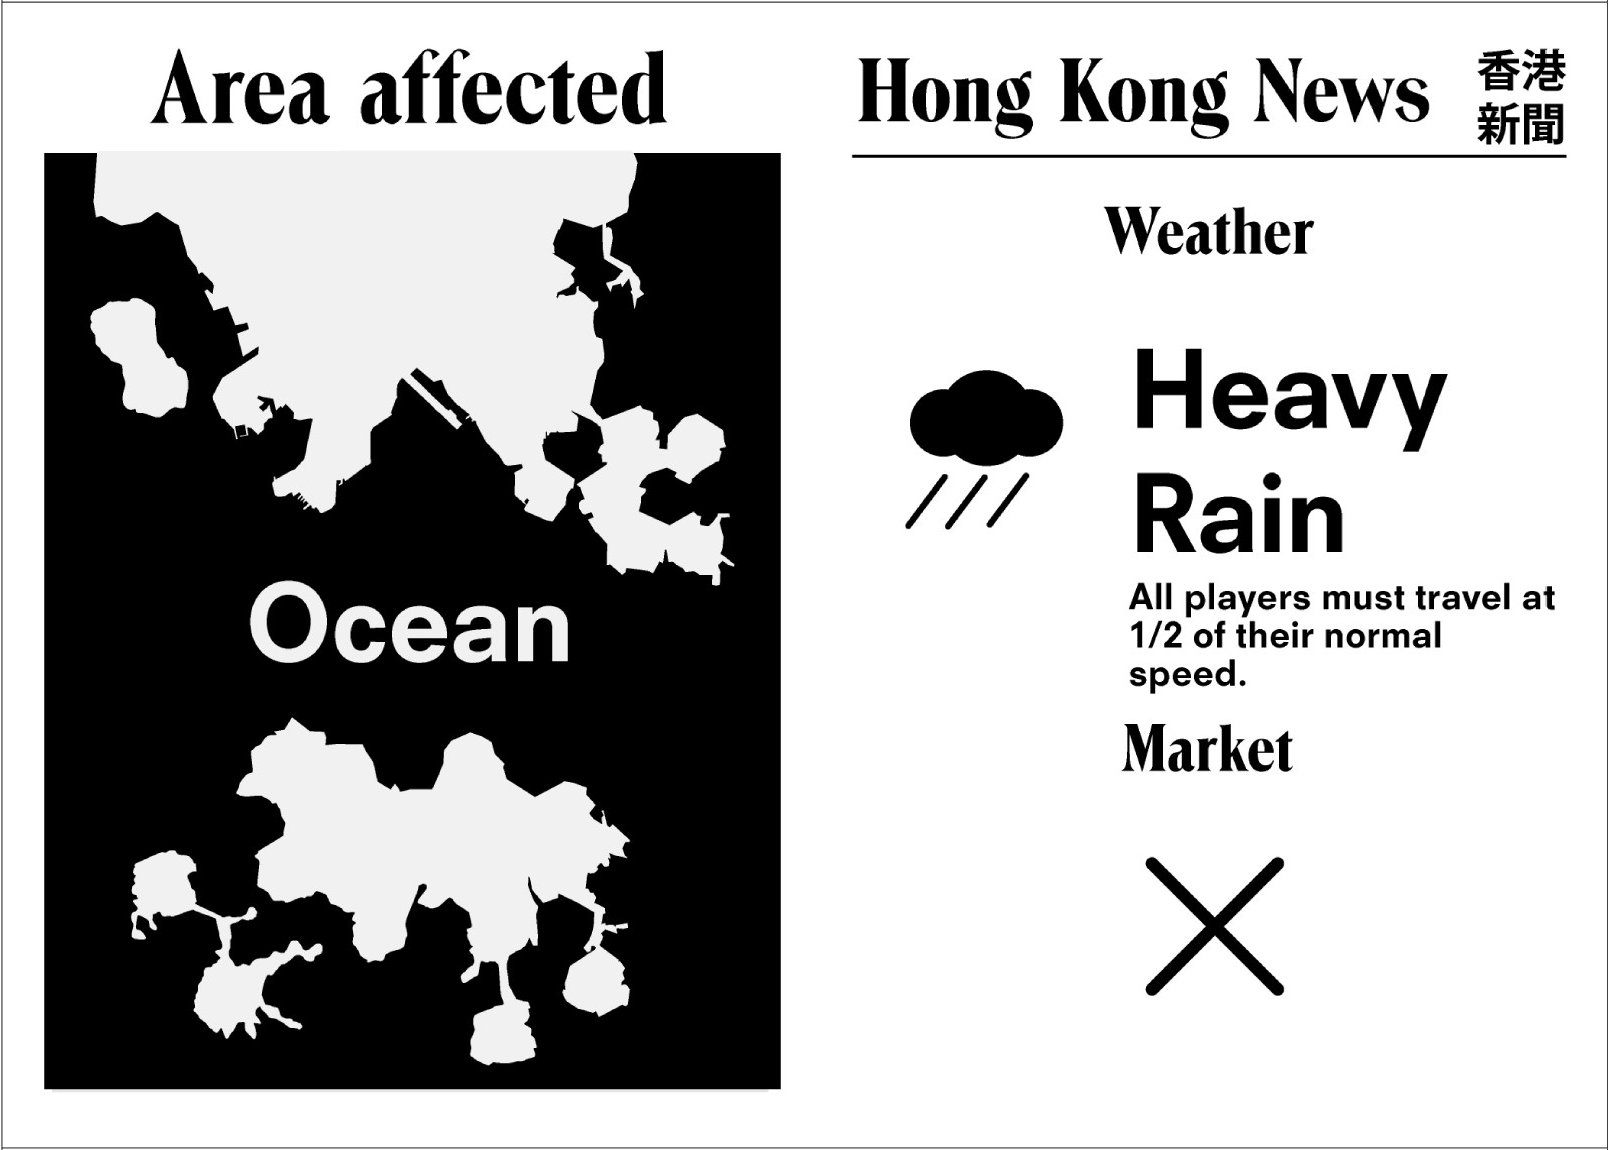 Area affected
Ocean
Hong Kong News
香港
新聞
Weather
Heavy
Rain
All players must travel at
1/2 of their normal
speed.
Market